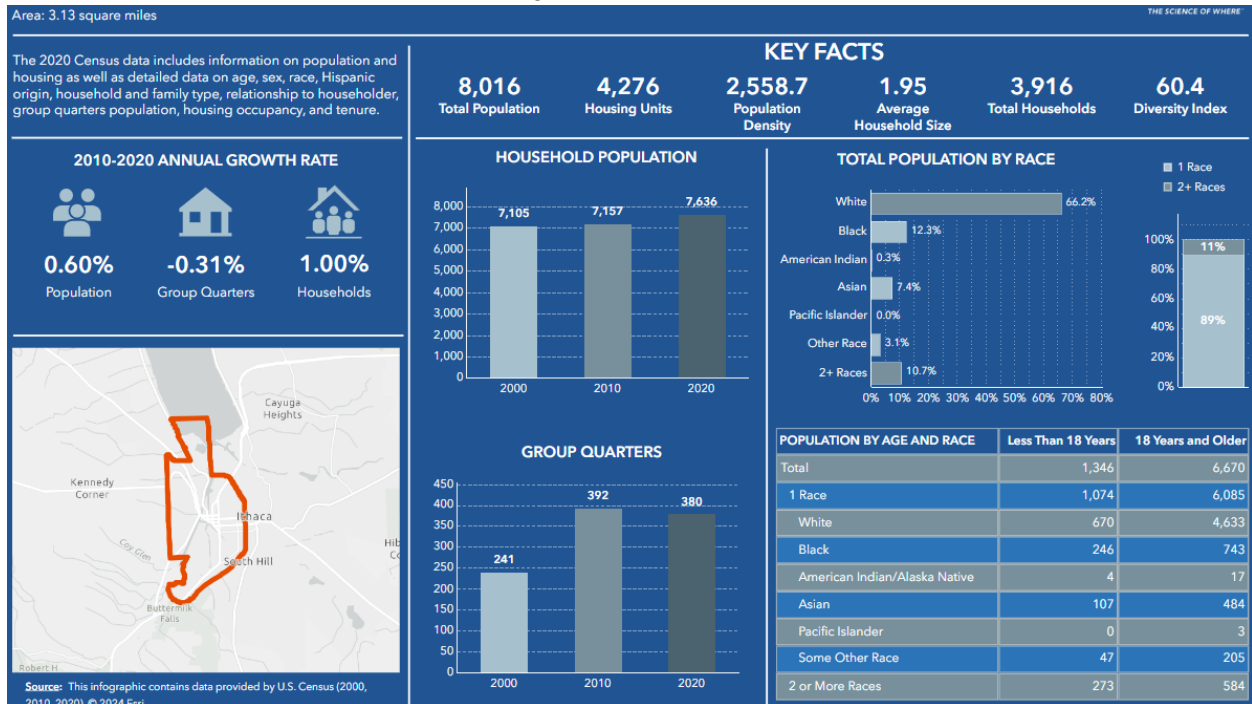 Area: 3.13 square miles
THE SCIENCE OF WHERE™
The 2020 Census data includes information on population and
housing as well as detailed data on age, sex, race, Hispanic
origin, household and family type, relationship to householder,
group quarters population, housing occupancy, and tenure.
KEY FACTS
8,016
Total Population
4,276
Housing Units
2,558.7
Population
Density
1.95
Average
Household Size
3,916
Total Households
60.4
Diversity Index
2010-2020 ANNUAL GROWTH RATE
0.60%
Population
-0.31%
Group Quarters
1.00%
Households
Cayuga
Heights
Kennedy
Corner
Ithaca
Coy Glen
South Hill
Hib
Co
Buttermilk
Falls
Robert H
Source: This infographic contains data provided by U.S. Census (2000,
2010, 2020). © 2024 Esri
HOUSEHOLD POPULATION
8,000
7,000
6,000
5,000
4,000
3,000
2,000
1,000
0
7,105
7,157
7,636
2000 2010 2020
GROUP QUARTERS
450
400
350
300
250
200
150
100
50
0
241
392
380
2000 2010 2020
TOTAL POPULATION BY RACE
White 66.2%
Black 12.3%
American Indian 0.3%
Asian 7.4%
Pacific Islander 0.0%
Other Race 3.1%
2+ Races 10.7%
0% 10% 20% 30% 40% 50% 60% 70% 80%
1 Race
2+ Races
100%
80%
60%
40%
20%
0%
11%
89%
POPULATION BY AGE AND RACE Less Than 18 Years 18 Years and Older
Total 1,346 6,670
1 Race 1,074 6,085
White 670 4,633
Black 246 743
American Indian/Alaska Native 4 17
Asian 107 484
Pacific Islander 0 3
Some Other Race 47 205
2 or More Races 273 584